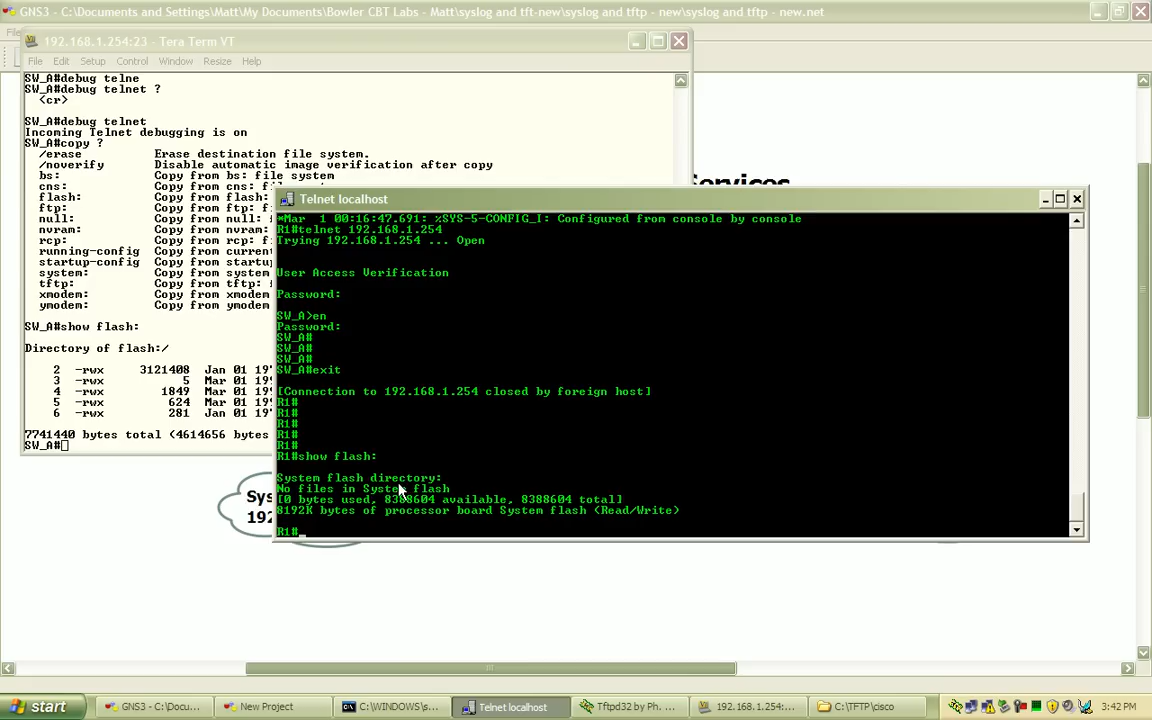 GNS3 - C:\Documents and Settings\Matt\My Documents\Bowler CBT Labs - Matt\syslog and tft-new\syslog and tftp - new\syslog and tftp - new.net
192.168.1.254:23 - Tera Term VT
File Edit Setup Control Window Resize Help
SW_A#debug telne
SW_A#debug telnet ?
<cr>
SW_A#debug telnet
Incoming Telnet debugging is on
SW_A#copy ?
/erase Erase destination file system.
/noverify Disable automatic image verification after copy
bs: Copy from bs: file system
cns: Copy from cns: fil
flash: Copy from flash:
ftp: Copy from ftp: f
null: Copy from null:
nvram: Copy from nvram:
rcp: Copy from rcp: f
running-config Copy from current
startup-config Copy from startu
system: Copy from system
tftp: Copy from tftp:
xmodem: Copy from xmodem
ymodem: Copy from ymodem
SW_A#show flash:
Directory of flash:/
2 -rwx 3121408 Jan 01 19
3 -rwx 5 Mar 01 19
4 -rwx 1849 Mar 01 19
5 -rwx 624 Mar 01 19
6 -rwx 281 Jan 01 19
7741440 bytes total (4614656 bytes
SW_A#
Services
Telnet localhost
*Mar 1 00:16:47.691: %SYS-5-CONFIG_I: Configured from console by console
R1#telnet 192.168.1.254
Trying 192.168.1.254 ... Open
User Access Verification
Password:
SW_A>en
Password:
SW_A#
SW_A#
SW_A#
SW_A#exit
[Connection to 192.168.1.254 closed by foreign host]
R1#
R1#
R1#
R1#
R1#
R1#show flash:
System flash directory:
No files in System flash
[0 bytes used, 8388604 available, 8388604 total]
8192K bytes of processor board System flash (Read/Write)
R1#
Sys
192
start GNS3 - C:\Docu... New Project C:\WINDOWS\s... Telnet localhost Tftpd32 by Ph. ... 192.168.1.254:... C:\TFTP\cisco 3:42 PM